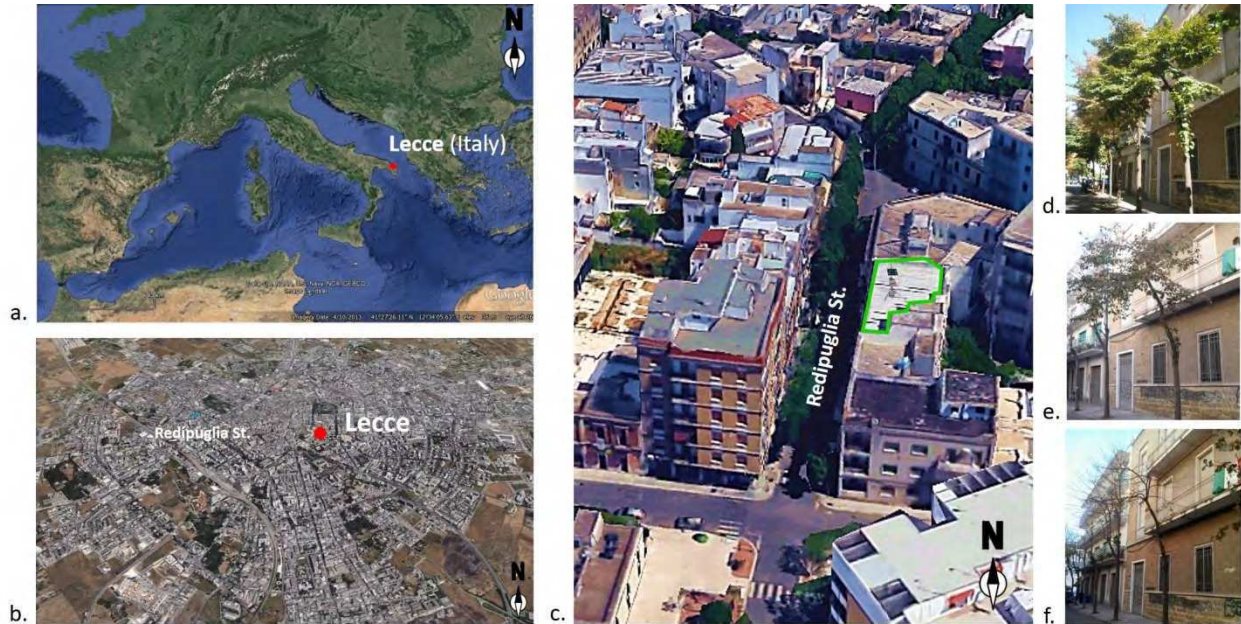 N
Lecce (Italy)
a.
Redipuglia St.
Lecce
N
b.
Redipuglia St.
N
c.
d.
e.
f.